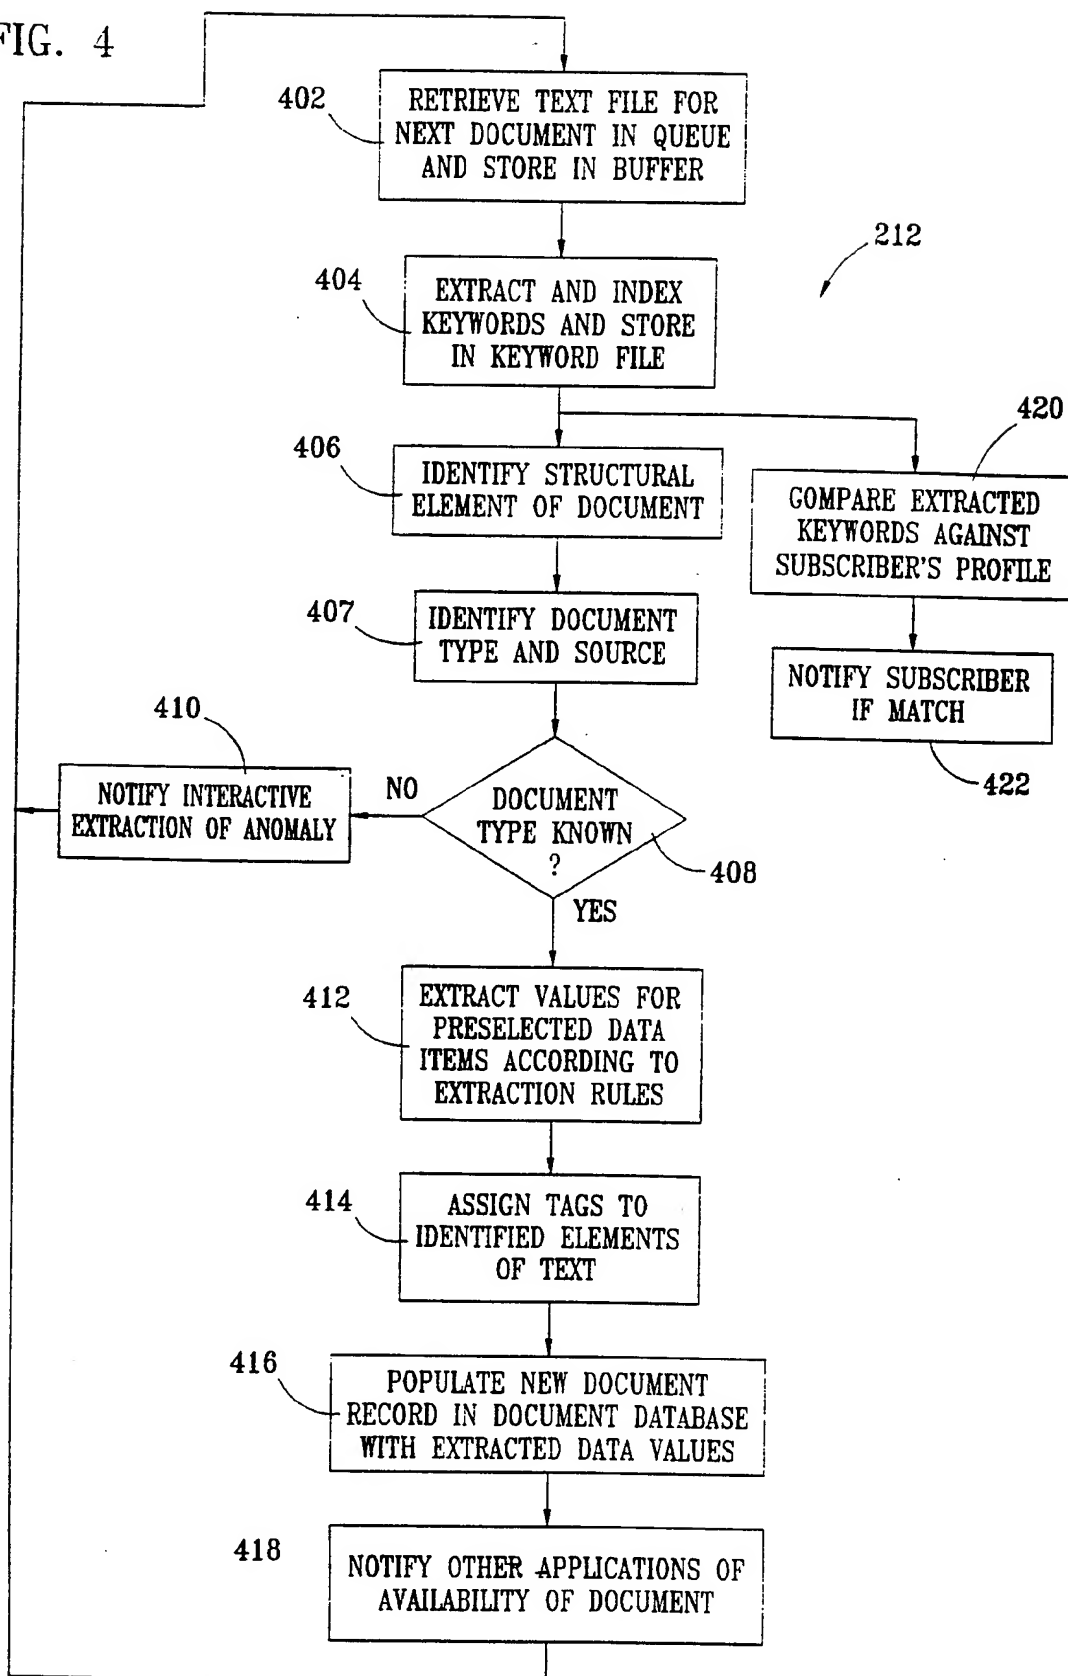 FIG. 4
402
RETRIEVE TEXT FILE FOR
NEXT DOCUMENT IN QUEUE
AND STORE IN BUFFER
212
404
EXTRACT AND INDEX
KEYWORDS AND STORE
IN KEYWORD FILE
420
406
IDENTIFY STRUCTURAL
ELEMENT OF DOCUMENT
COMPARE EXTRACTED
KEYWORDS AGAINST
SUBSCRIBER'S PROFILE
407
IDENTIFY DOCUMENT
TYPE AND SOURCE
NOTIFY SUBSCRIBER
IF MATCH
422
410
NOTIFY INTERACTIVE
EXTRACTION OF ANOMALY
NO
DOCUMENT
TYPE KNOWN
?
408
YES
412
EXTRACT VALUES FOR
PRESELECTED DATA
ITEMS ACCORDING TO
EXTRACTION RULES
414
ASSIGN TAGS TO
IDENTIFIED ELEMENTS
OF TEXT
416
POPULATE NEW DOCUMENT
RECORD IN DOCUMENT DATABASE
WITH EXTRACTED DATA VALUES
418
NOTIFY OTHER APPLICATIONS OF
AVAILABILITY OF DOCUMENT